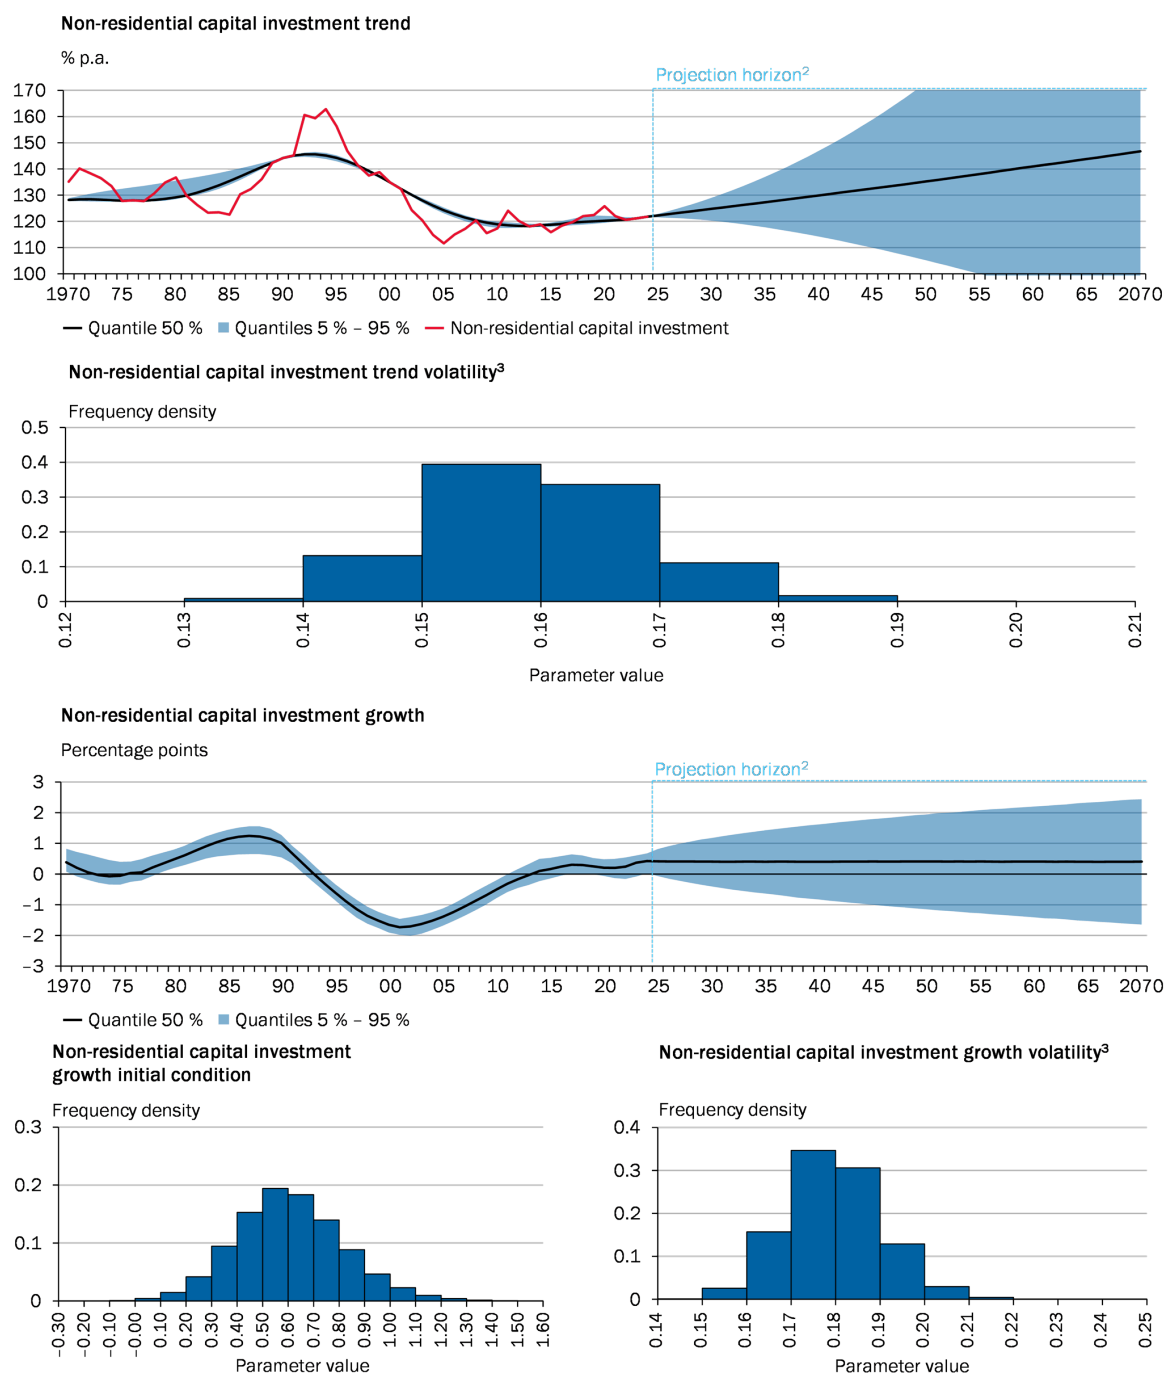 Non-residential capital investment trend
% p.a.
Projection horizon²
170
160
150
140
130
120
110
100
1970 75 80 85 90 95 00 05 10 15 20 25 30 35 40 45 50 55 60 65 2070
Quantile 50 % Quantiles 5 % – 95 % Non-residential capital investment
Non-residential capital investment trend volatility³
Frequency density
0.5
0.4
0.3
0.2
0.1
0
0.12 0.13 0.14 0.15 0.16 0.17 0.18 0.19 0.20 0.21
Parameter value
Non-residential capital investment growth
Percentage points
Projection horizon²
3
2
1
0
–1
–2
–3
1970 75 80 85 90 95 00 05 10 15 20 25 30 35 40 45 50 55 60 65 2070
Quantile 50 % Quantiles 5 % – 95 %
Non-residential capital investment
growth initial condition
Frequency density
0.3
0.2
0.1
0
–0.30 –0.20 –0.10 –0.00 0.10 0.20 0.30 0.40 0.50 0.60 0.70 0.80 0.90 1.00 1.10 1.20 1.30 1.40 1.50 1.60
Parameter value
Non-residential capital investment growth volatility³
Frequency density
0.4
0.3
0.2
0.1
0
0.14 0.15 0.16 0.17 0.18 0.19 0.20 0.21 0.22 0.23 0.24 0.25
Parameter value